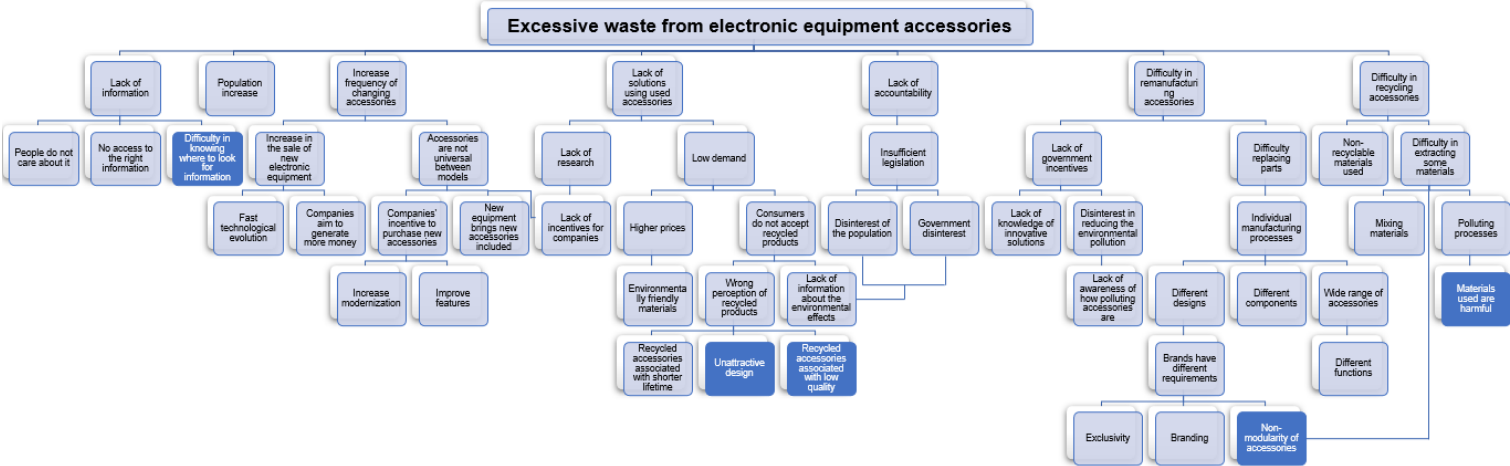 Excessive waste from electronic equipment accessories
Lack of
information
Population
increase
Increase
frequency of
changing
accessories
Lack of
solutions
using used
accessories
Lack of
accountability
Difficulty in
remanufacturi
ng
accessories
Difficulty in
recycling
accessories
People do not
care about it
No access to
the right
information
Difficulty in
knowing
where to look
for
information
Increase in
the sale of
new
electronic
equipment
Accessories
are not
universal
between
models
Lack of
research
Low demand
Insufficient
legislation
Lack of
government
incentives
Difficulty
replacing
parts
Non-
recyclable
materials
used
Difficulty in
extracting
some
materials
Fast
technological
evolution
Companies
aim to
generate
more money
Companies'
incentive to
purchase new
accessories
New
equipment
brings new
accessories
included
Lack of
incentives for
companies
Higher prices
Consumers
do not accept
recycled
products
Disinterest of
the population
Government
disinterest
Lack of
knowledge of
innovative
solutions
Disinterest in
reducing the
environmental
pollution
Individual
manufacturing
processes
Mixing
materials
Polluting
processes
Increase
modernization
Improve
features
Environmenta
lly friendly
materials
Wrong
perception of
recycled
products
Lack of
information
about the
environmental
effects
Lack of
awareness of
how polluting
accessories
are
Different
designs
Different
components
Wide range of
accessories
Materials
used are
harmful
Recycled
accessories
associated
with shorter
lifetime
Unattractive
design
Recycled
accessories
associated
with low
quality
Brands have
different
requirements
Different
functions
Exclusivity
Branding
Non-
modularity of
accessories